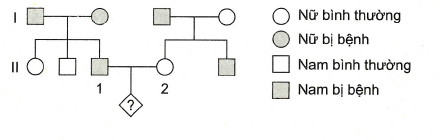 I
II
1
2
?
Nữ bình thường
Nữ bị bệnh
Nam bình thường
Nam bị bệnh